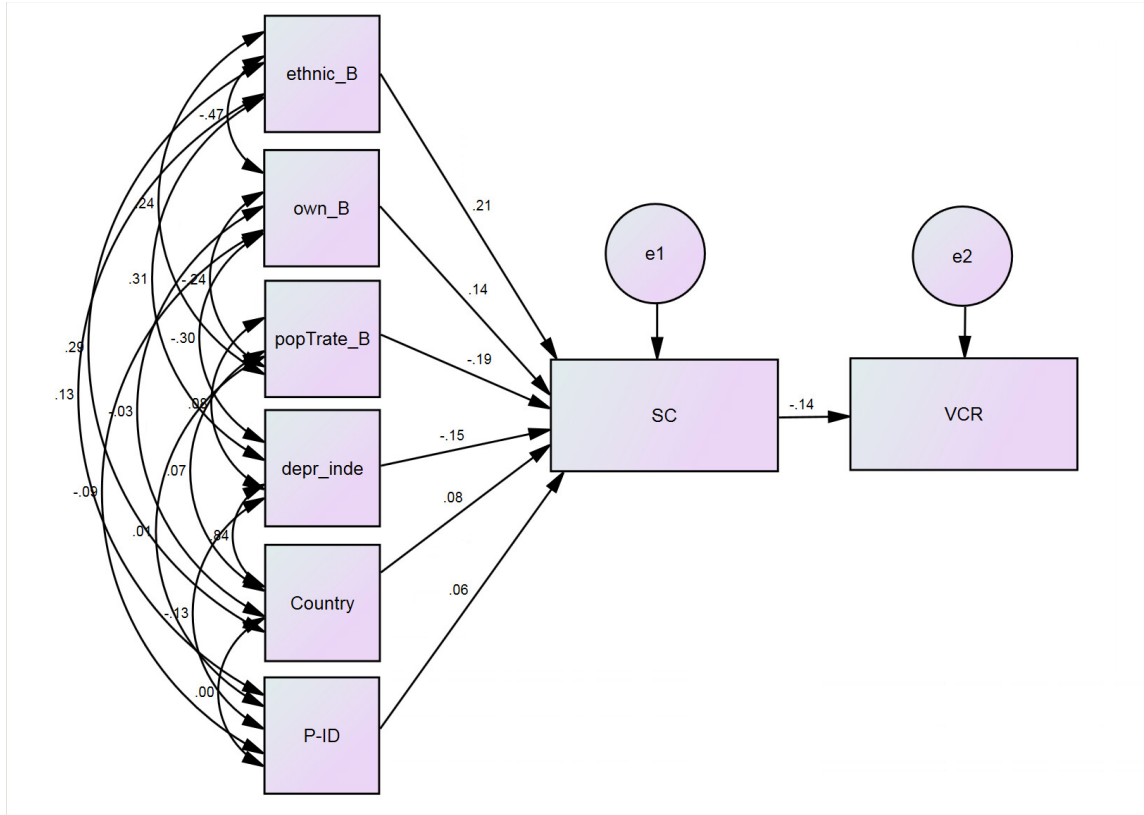 ethnic_B
-.47
own_B
.24
.21
e1
e2
.31
-.24
.14
popTrate_B
-.30
.29
-.19
.13
-.03
.08
SC
-.14
VCR
depr_inde
-.15
.07
-.09
.01
.84
.08
Country
-.13
.06
.00
P-ID